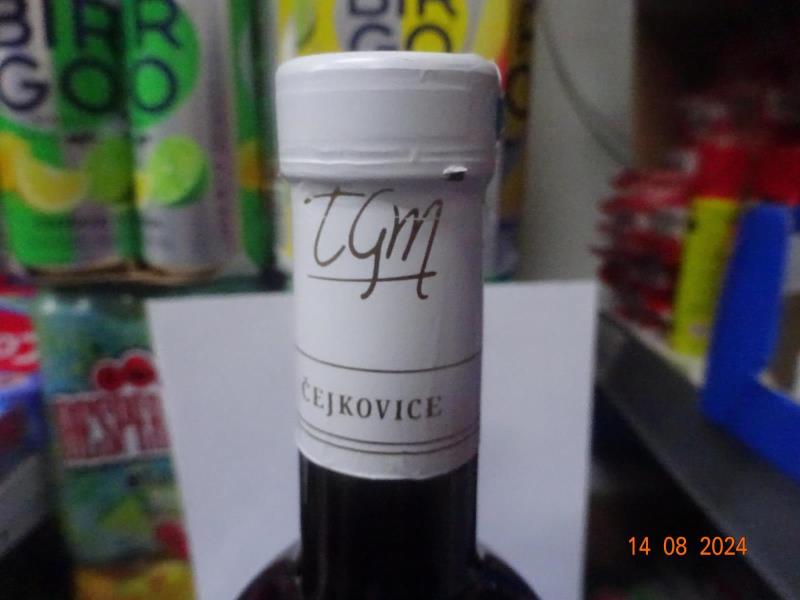 BIR
GO
BIR
GO
TGM
ČEJKOVICE
14 08 2024